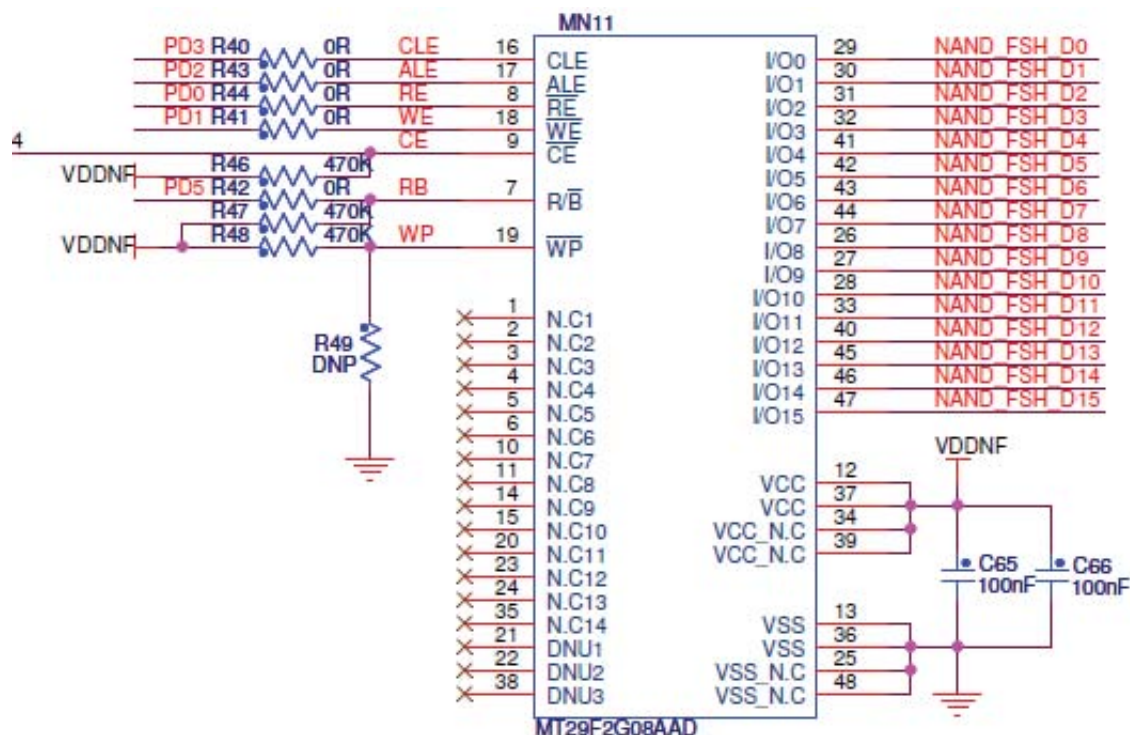 MN11
PD3 R40 0R CLE 16 CLE I/O0 29 NAND_FSH_D0
PD2 R43 0R ALE 17 ALE I/O1 30 NAND_FSH_D1
PD0 R44 0R RE 8 RE I/O2 31 NAND_FSH_D2
PD1 R41 0R WE 18 WE I/O3 32 NAND_FSH_D3
4 CE 9 CE I/O4 41 NAND_FSH_D4
VDDNF R46 470K I/O5 42 NAND_FSH_D5
PD5 R42 0R RB 7 R/B I/O6 43 NAND_FSH_D6
R47 470K I/O7 44 NAND_FSH_D7
VDDNF R48 470K WP 19 WP I/O8 26 NAND_FSH_D8
I/O9 27 NAND_FSH_D9
I/O10 28 NAND_FSH_D10
1 N.C1 I/O11 33 NAND_FSH_D11
2 N.C2 I/O12 40 NAND_FSH_D12
R49 3 N.C3 I/O13 45 NAND_FSH_D13
DNP 4 N.C4 I/O14 46 NAND_FSH_D14
5 N.C5 I/O15 47 NAND_FSH_D15
6 N.C6 VDDNF
10 N.C7
11 N.C8 VCC 12
14 N.C9 VCC 37
15 N.C10 VCC_N.C 34
20 N.C11 VCC_N.C 39
23 N.C12 C65 C66
24 N.C13 100nF 100nF
35 N.C14 VSS 13
21 DNU1 VSS 36
22 DNU2 VSS_N.C 25
38 DNU3 VSS_N.C 48
MT29F2G08AAD